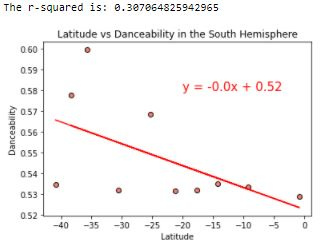 The r-squared is: 0.307064825942965
Latitude vs Danceability in the South Hemisphere
0.60
0.59
0.58
y = -0.0x + 0.52
0.57
0.56
0.55
0.54
0.53
0.52
Danceability
−40 −35 −30 −25 −20 −15 −10 −5 0
Latitude